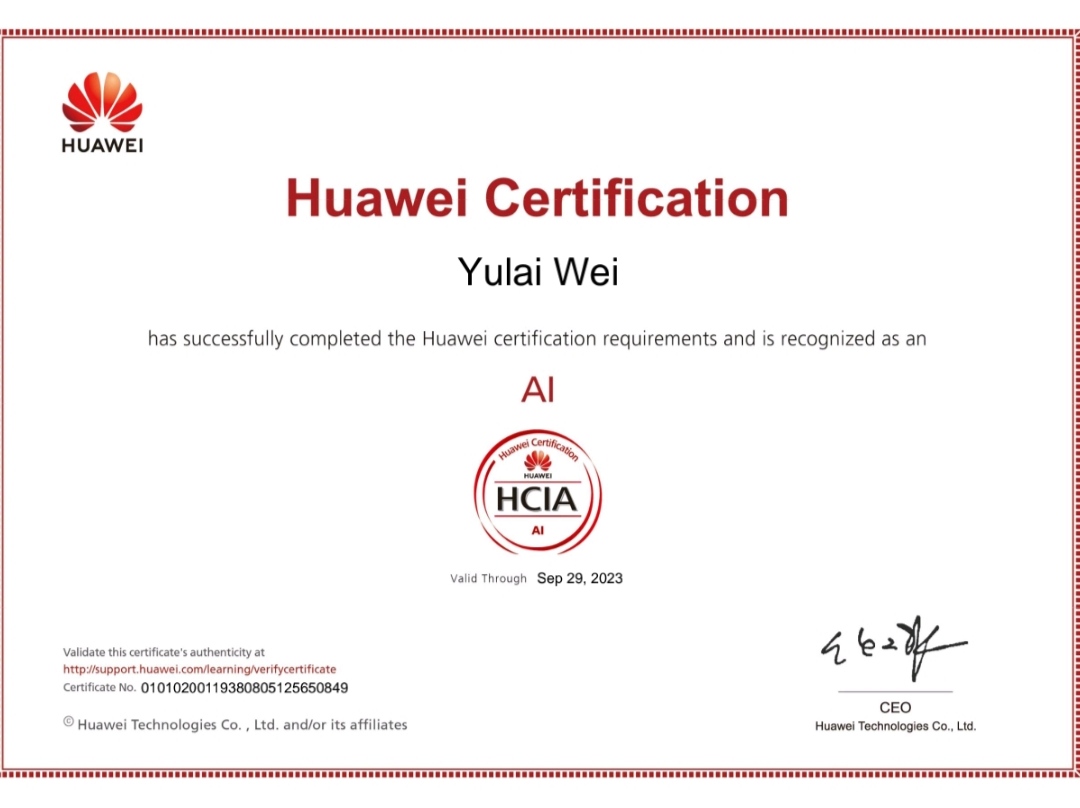 HUAWEI
Huawei Certification
Yulai Wei
has successfully completed the Huawei certification requirements and is recognized as an
AI
Huawei Certification
HUAWEI
HCIA
AI
Valid Through Sep 29, 2023
Validate this certificate's authenticity at
http://support.huawei.com/learning/verifycertificate
Certificate No. 01010200119380805125650849
© Huawei Technologies Co. , Ltd. and/or its affiliates
CEO
Huawei Technologies Co., Ltd.